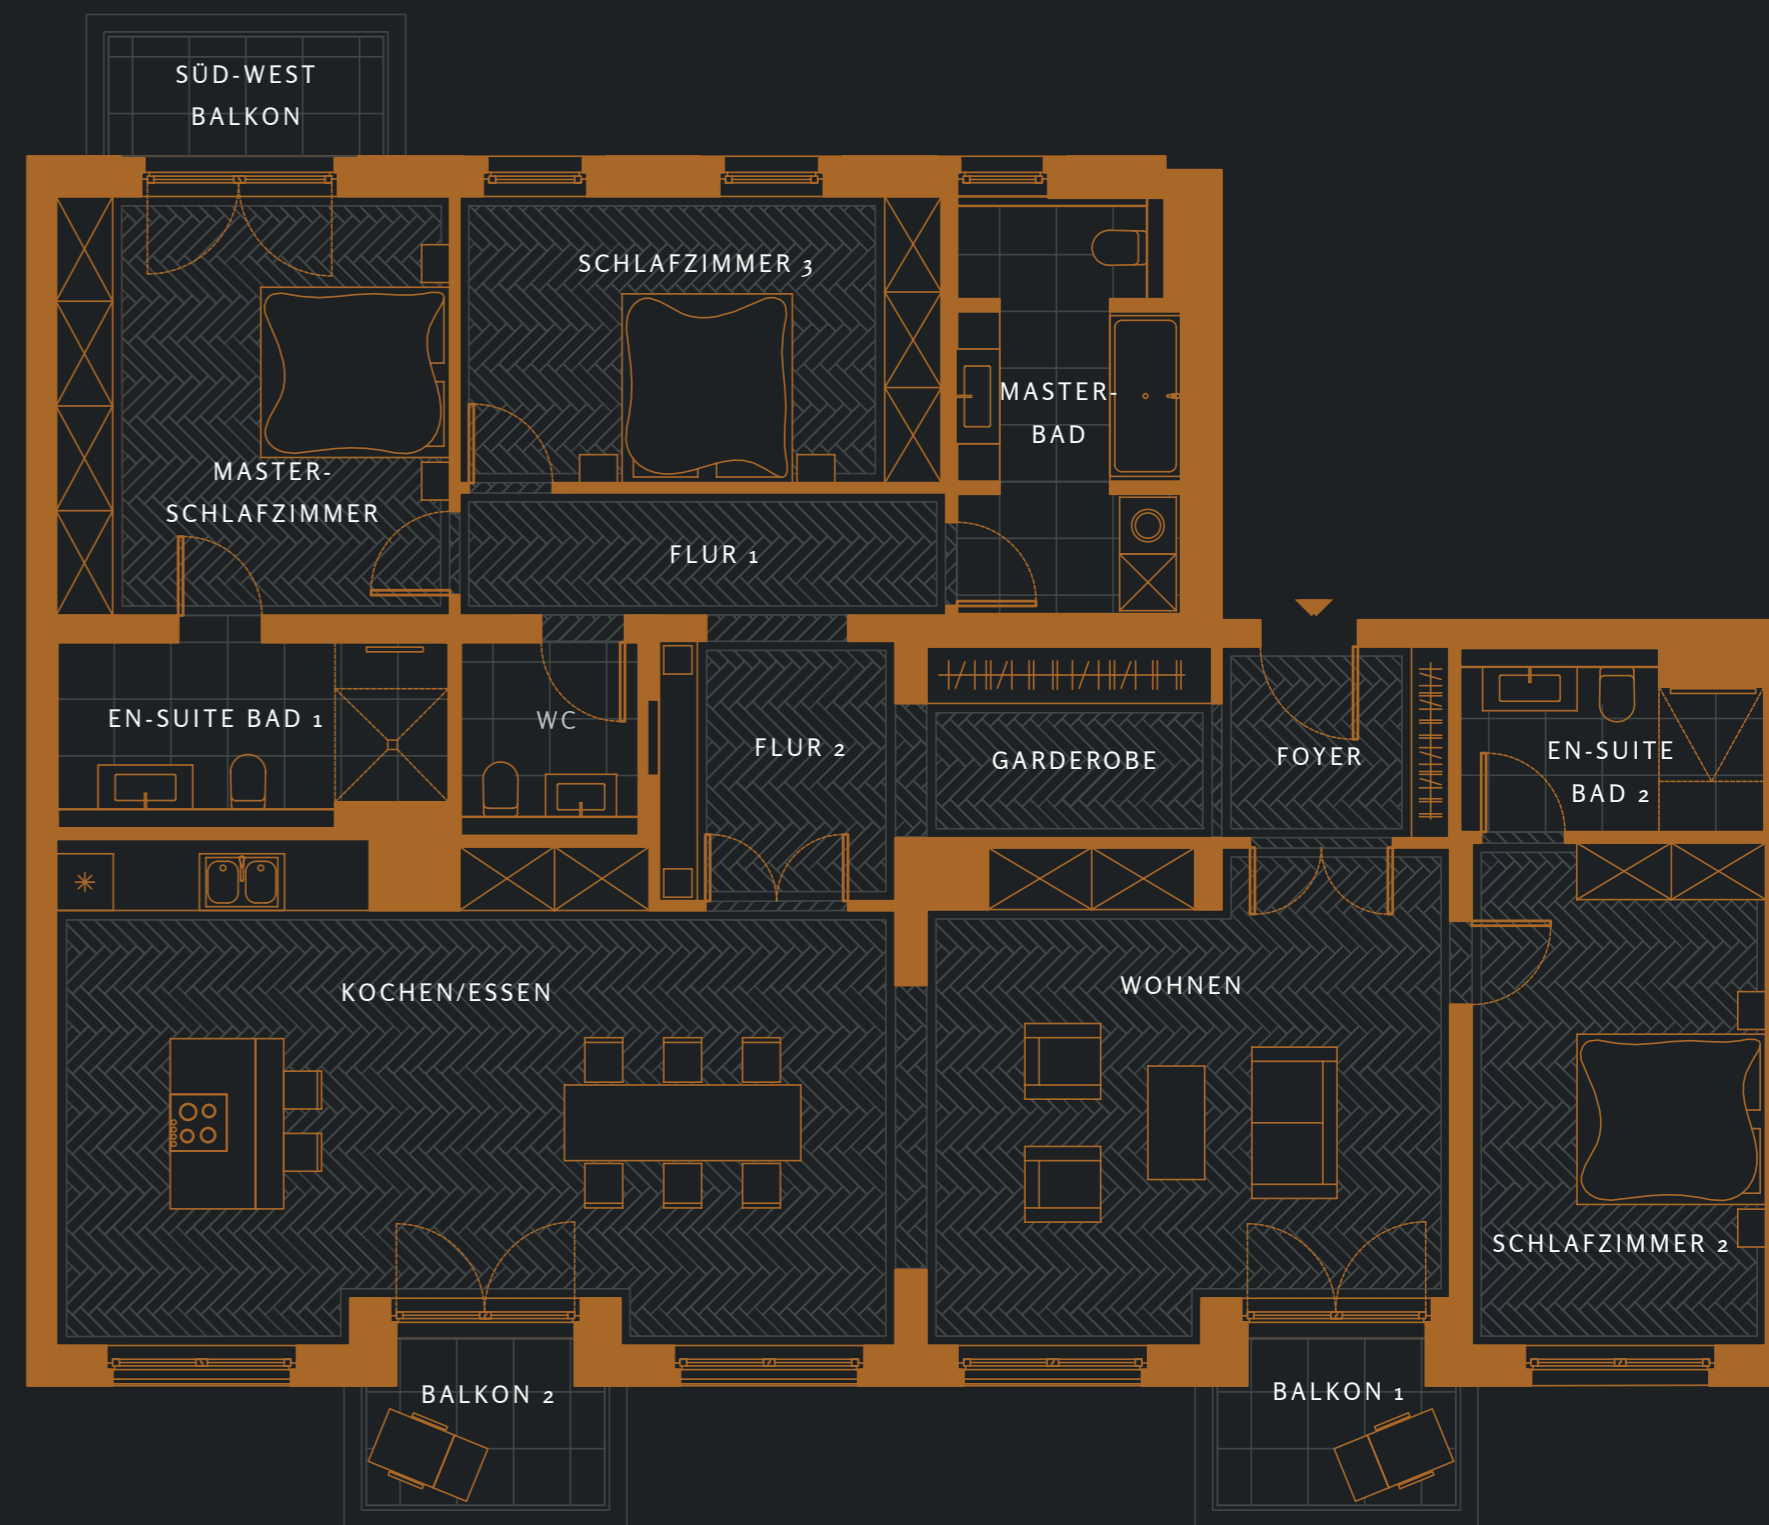 SÜD-WEST
BALKON
SCHLAFZIMMER 3
MASTER-
BAD
MASTER-
SCHLAFZIMMER
FLUR 1
EN-SUITE BAD 1
WC
FLUR 2
GARDEROBE
FOYER
EN-SUITE
BAD 2
KOCHEN/ESSEN
WOHNEN
SCHLAFZIMMER 2
BALKON 2
BALKON 1